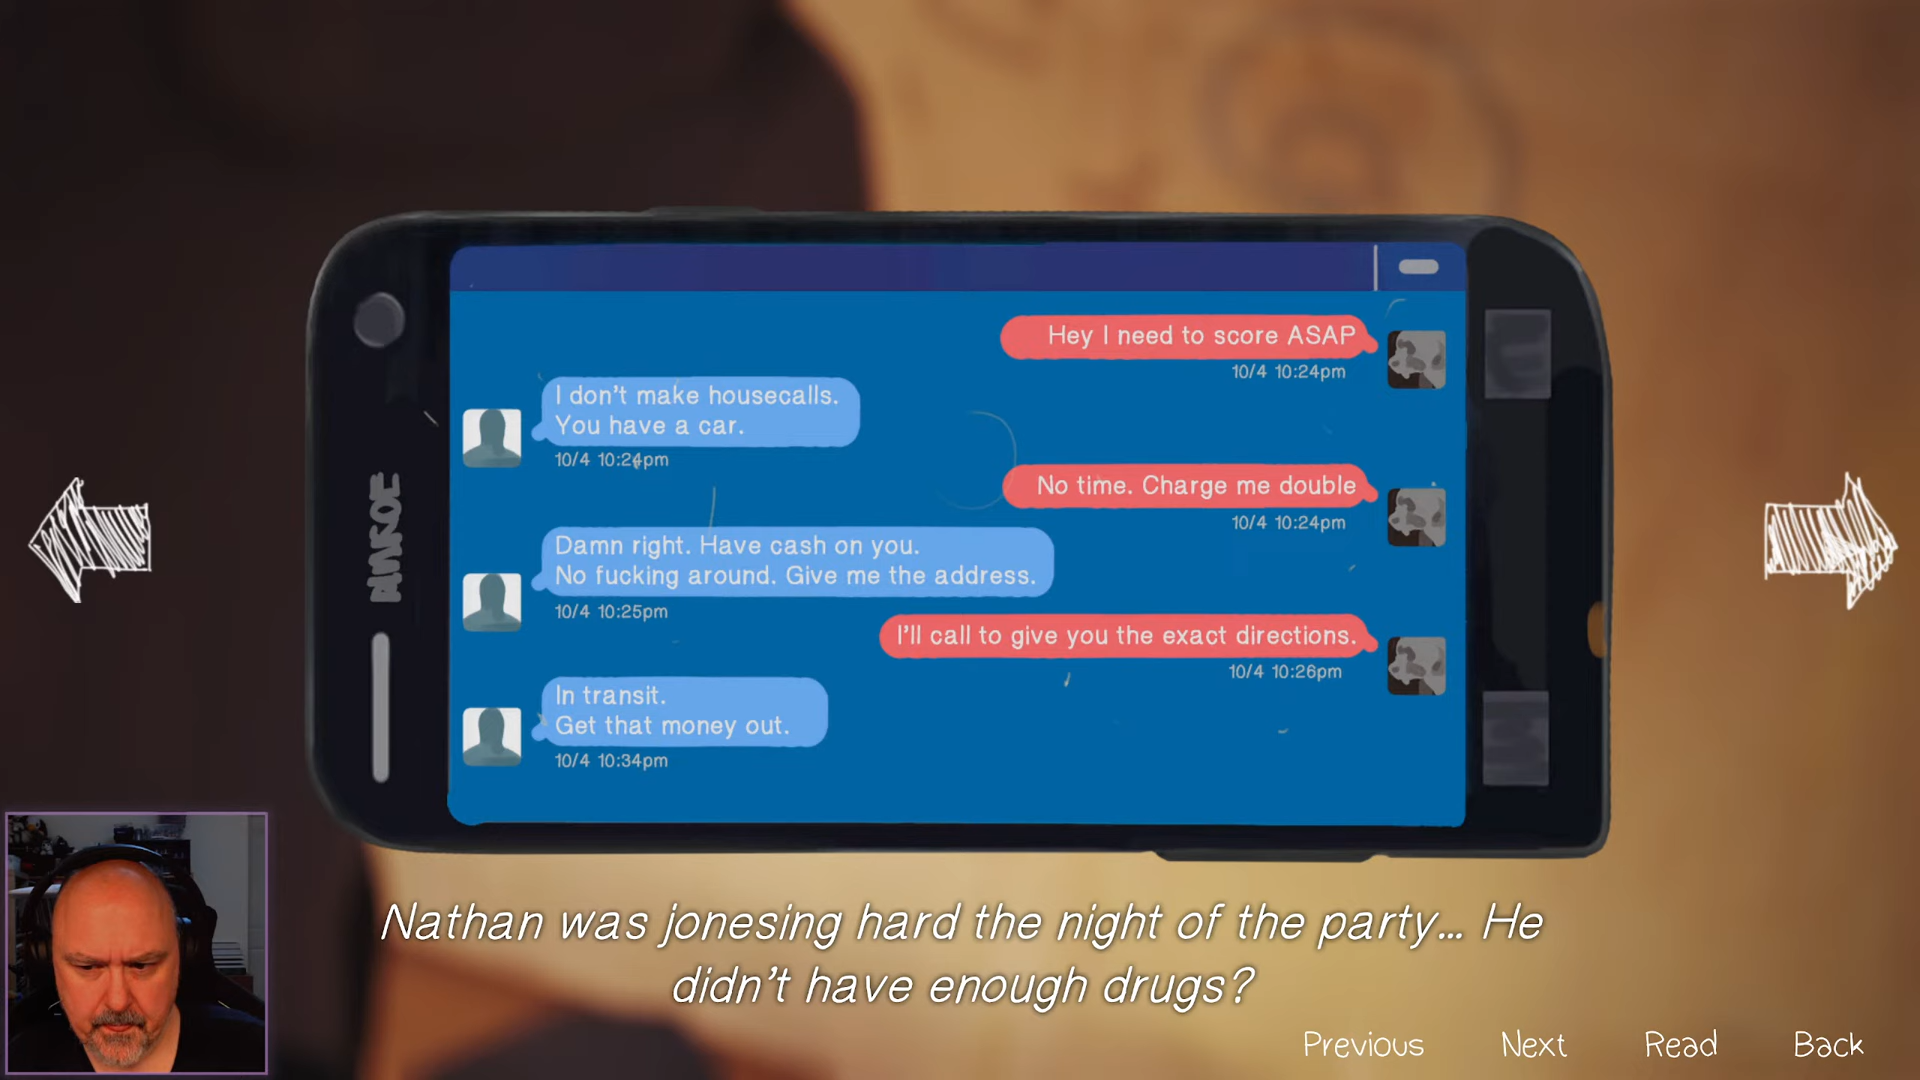 Hey I need to score ASAP
10/4 10:24pm
I don't make housecalls.
You have a car.
10/4 10:24pm
No time. Charge me double
10/4 10:24pm
Damn right. Have cash on you.
No fucking around. Give me the address.
10/4 10:25pm
I'll call to give you the exact directions.
10/4 10:26pm
In transit.
Get that money out.
10/4 10:34pm
Nathan was jonesing hard the night of the party... He
didn't have enough drugs?
Previous Next Read Back